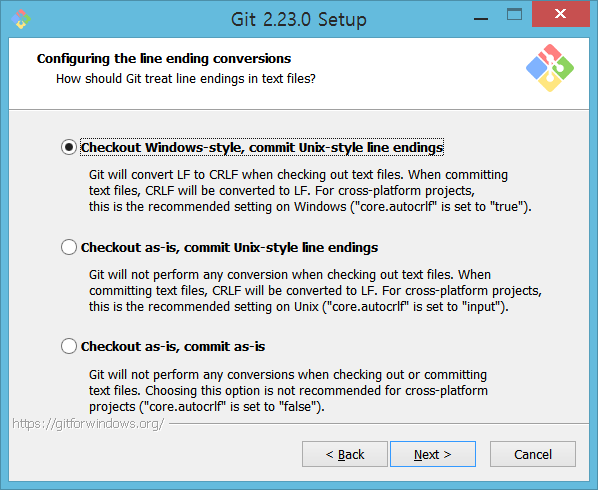 Git 2.23.0 Setup
Configuring the line ending conversions
How should Git treat line endings in text files?
Checkout Windows-style, commit Unix-style line endings
Git will convert LF to CRLF when checking out text files. When committing
text files, CRLF will be converted to LF. For cross-platform projects,
this is the recommended setting on Windows ("core.autocrlf" is set to "true").
Checkout as-is, commit Unix-style line endings
Git will not perform any conversion when checking out text files. When
committing text files, CRLF will be converted to LF. For cross-platform projects,
this is the recommended setting on Unix ("core.autocrlf" is set to "input").
Checkout as-is, commit as-is
Git will not perform any conversions when checking out or committing
text files. Choosing this option is not recommended for cross-platform
projects ("core.autocrlf" is set to "false").
https://gitforwindows.org/
< Back Next > Cancel